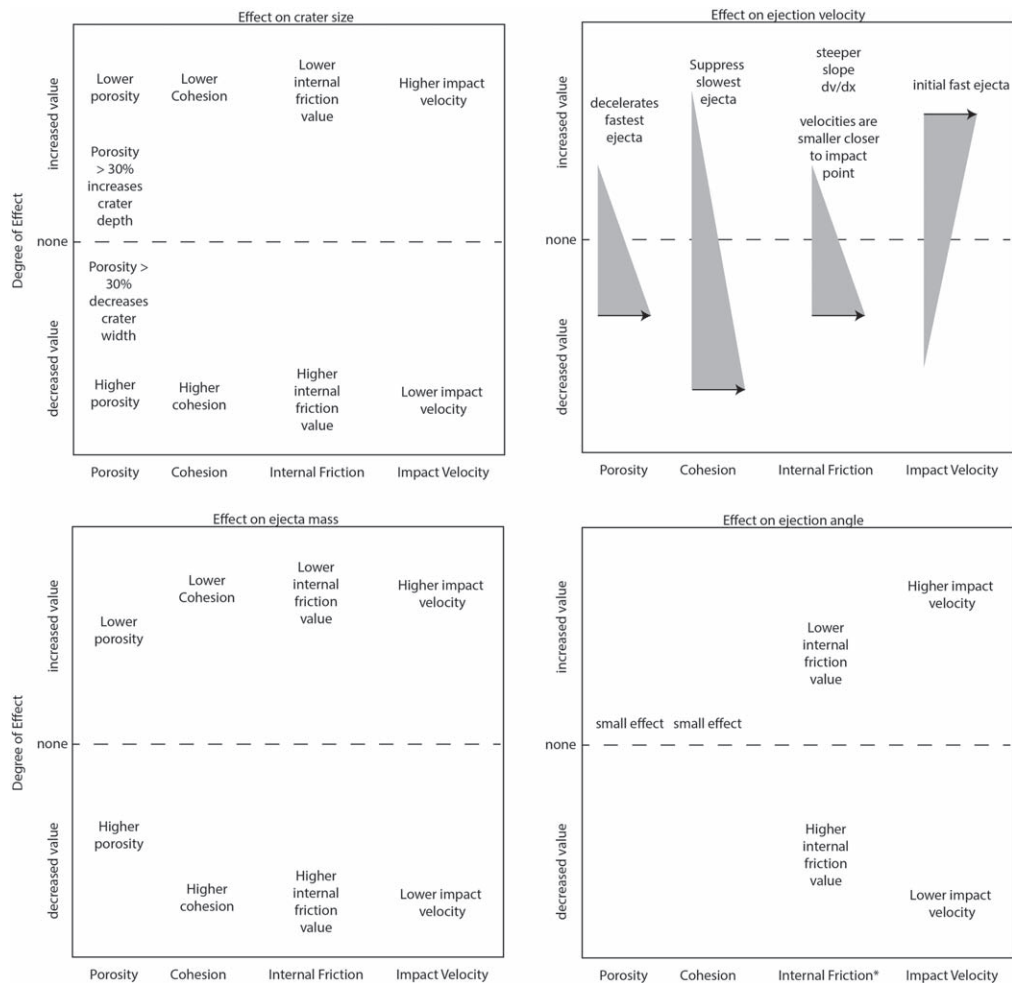 Effect on crater size
Degree of Effect
increased value
none
decreased value
Lower
porosity
Lower
Cohesion
Lower
internal
friction
value
Higher impact
velocity
Porosity
> 30%
increases
crater
depth
Porosity >
30%
decreases
crater
width
Higher
porosity
Higher
cohesion
Higher
internal
friction
value
Lower impact
velocity
Porosity
Cohesion
Internal Friction
Impact Velocity
Effect on ejection velocity
increased value
none
decreased value
decelerates
fastest
ejecta
Suppress
slowest
ejecta
steeper
slope
dv/dx
velocities are
smaller closer
to impact
point
initial fast ejecta
Porosity
Cohesion
Internal Friction
Impact Velocity
Effect on ejecta mass
Degree of Effect
increased value
none
decreased value
Lower
porosity
Lower
Cohesion
Lower
internal
friction
value
Higher impact
velocity
Higher
porosity
Higher
cohesion
Higher
internal
friction
value
Lower impact
velocity
Porosity
Cohesion
Internal Friction
Impact Velocity
Effect on ejection angle
increased value
none
decreased value
small effect
small effect
Lower
internal
friction
value
Higher impact
velocity
Higher
internal
friction
value
Lower impact
velocity
Porosity
Cohesion
Internal Friction*
Impact Velocity